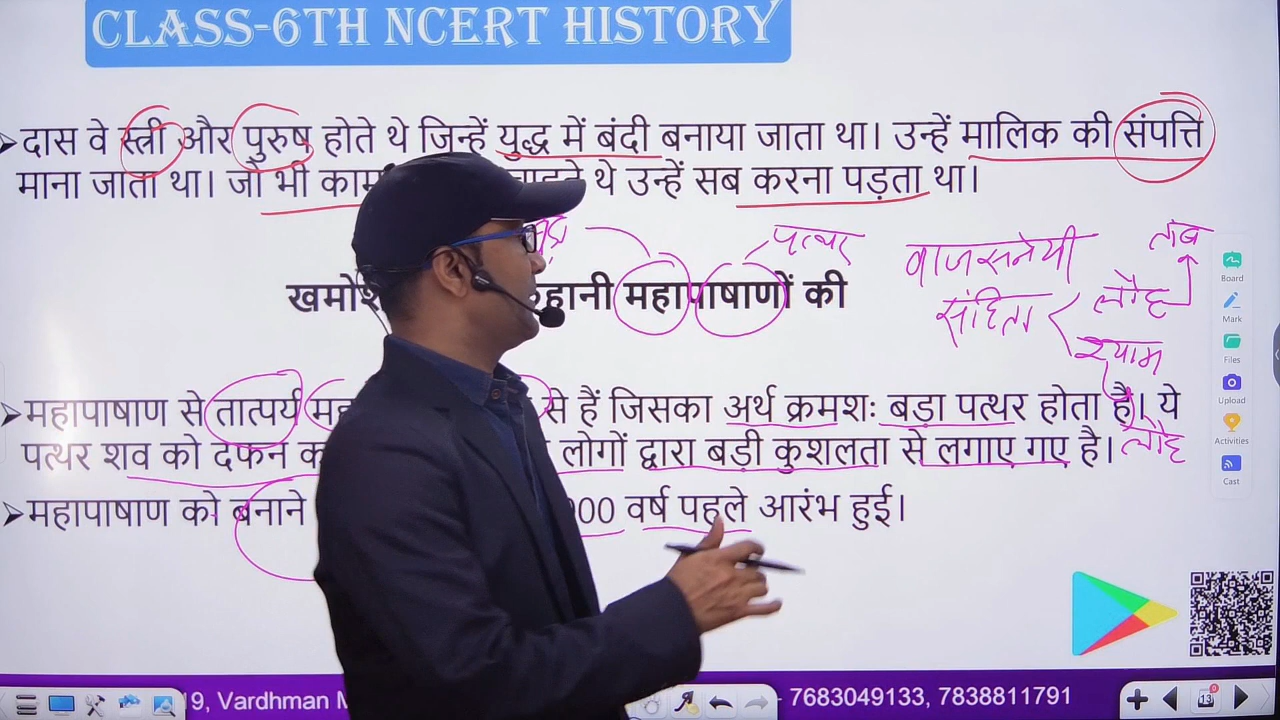 CLASS-6TH NCERT HISTORY
➢दास वे स्त्री और पुरुष होते थे जिन्हें युद्ध में बंदी बनाया जाता था। उन्हें मालिक की संपत्ति
माना जाता था। जो भी काम थे उन्हें सब करना पड़ता था।
पत्थर
वाजसनेयी
संहिता
लौह
श्याम
लौह
महापाषाणों की
➢महापाषाण से तात्पर्य से हैं जिसका अर्थ क्रमशः बड़ा पत्थर होता है। ये
पत्थर शव को दफन लोगों द्वारा बड़ी कुशलता से लगाए गए है।
➢महापाषाण को बनाने वर्ष पहले आरंभ हुई।
Board
Mark
Files
Upload
Activities
Cast
19, Vardhman
7683049133, 7838811791
13